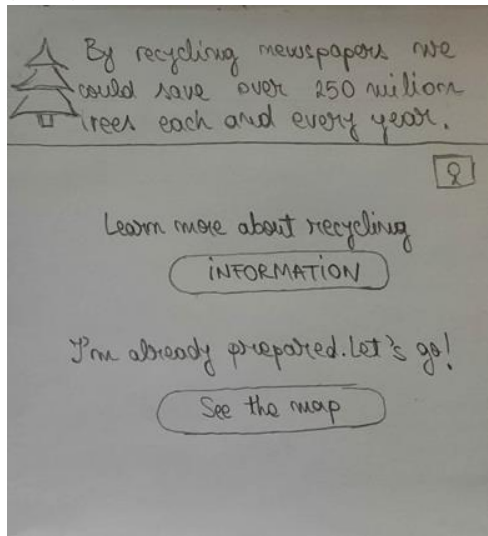 By recycling newspapers we
could save over 250 milion
trees each and every year.
Learn more about recycling
INFORMATION
I'm already prepared. Let's go!
See the map